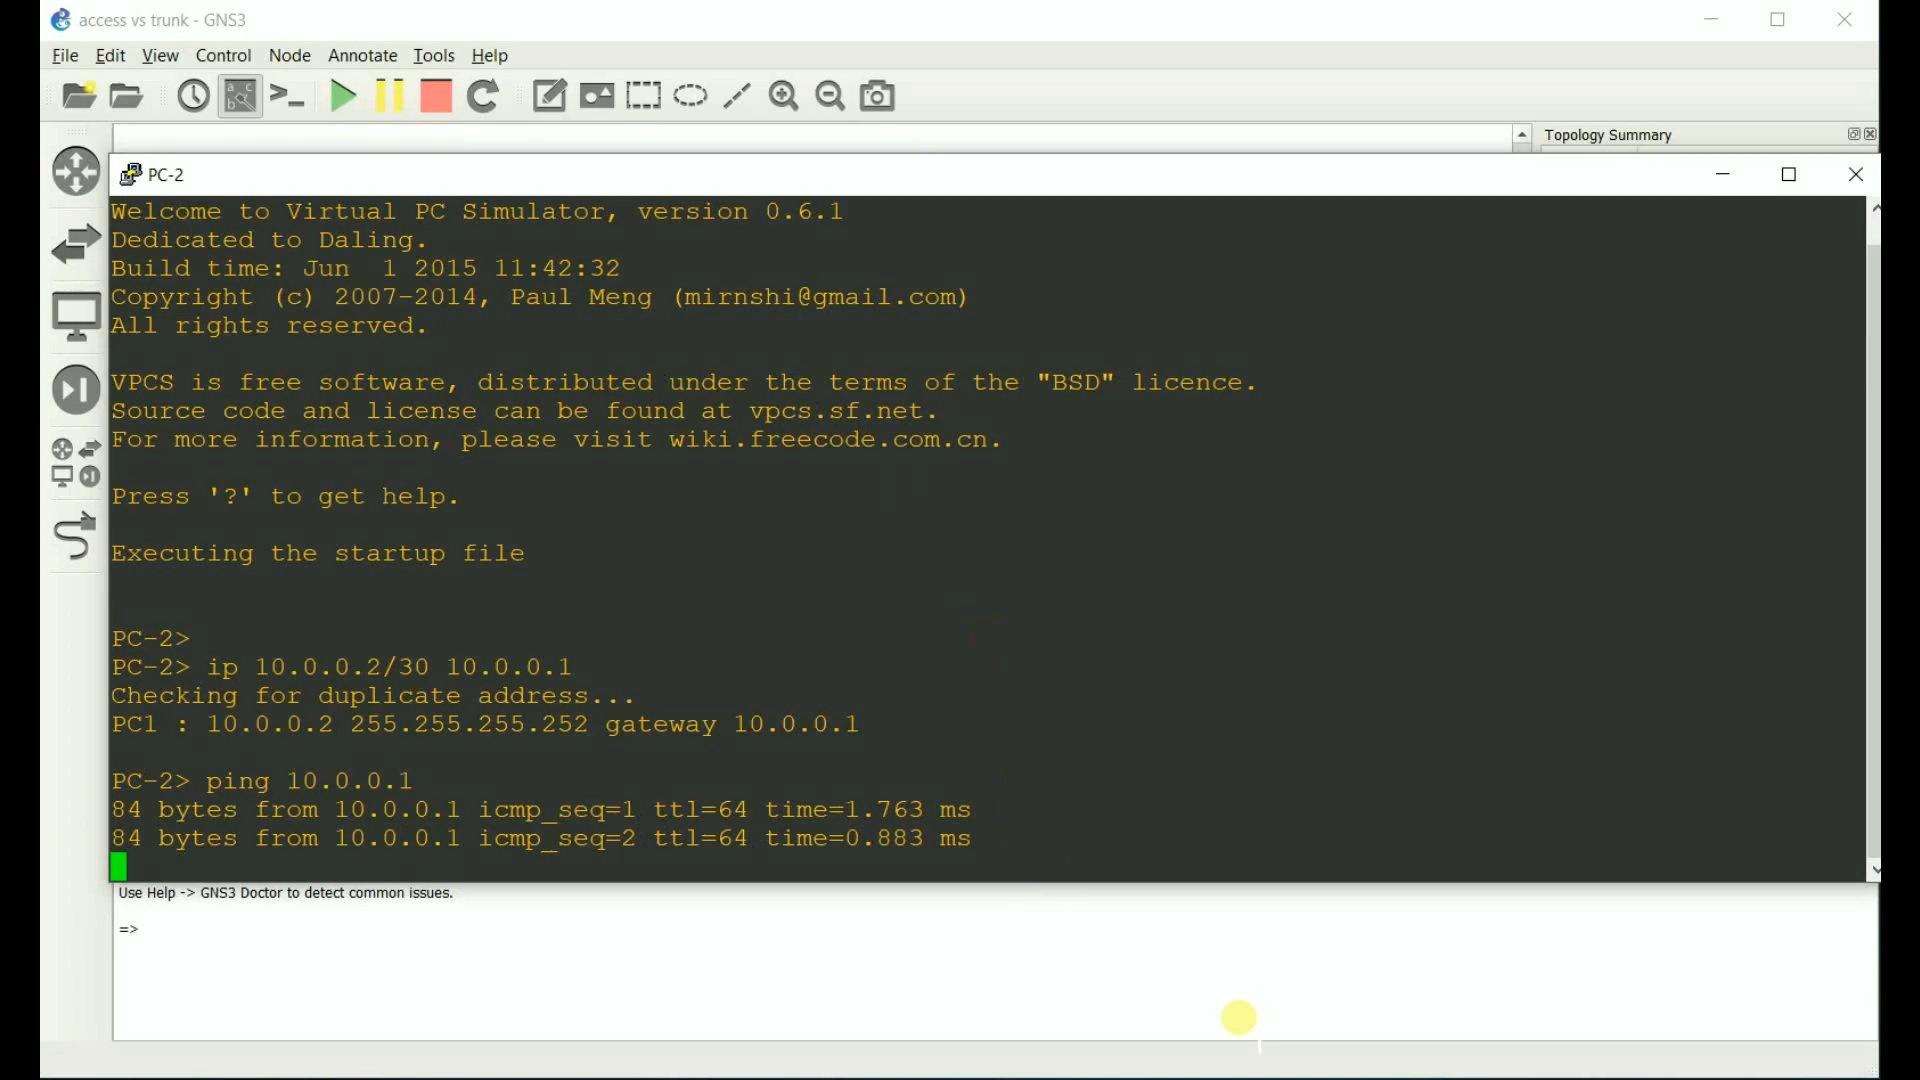 access vs trunk - GNS3
File Edit View Control Node Annotate Tools Help
Topology Summary
PC-2
Welcome to Virtual PC Simulator, version 0.6.1
Dedicated to Daling.
Build time: Jun  1 2015 11:42:32
Copyright (c) 2007-2014, Paul Meng (mirnshi@gmail.com)
All rights reserved.
VPCS is free software, distributed under the terms of the "BSD" licence.
Source code and license can be found at vpcs.sf.net.
For more information, please visit wiki.freecode.com.cn.
Press '?' to get help.
Executing the startup file
PC-2>
PC-2> ip 10.0.0.2/30 10.0.0.1
Checking for duplicate address...
PC1 : 10.0.0.2 255.255.255.252 gateway 10.0.0.1
PC-2> ping 10.0.0.1
84 bytes from 10.0.0.1 icmp_seq=1 ttl=64 time=1.763 ms
84 bytes from 10.0.0.1 icmp_seq=2 ttl=64 time=0.883 ms
Use Help -> GNS3 Doctor to detect common issues.
=>